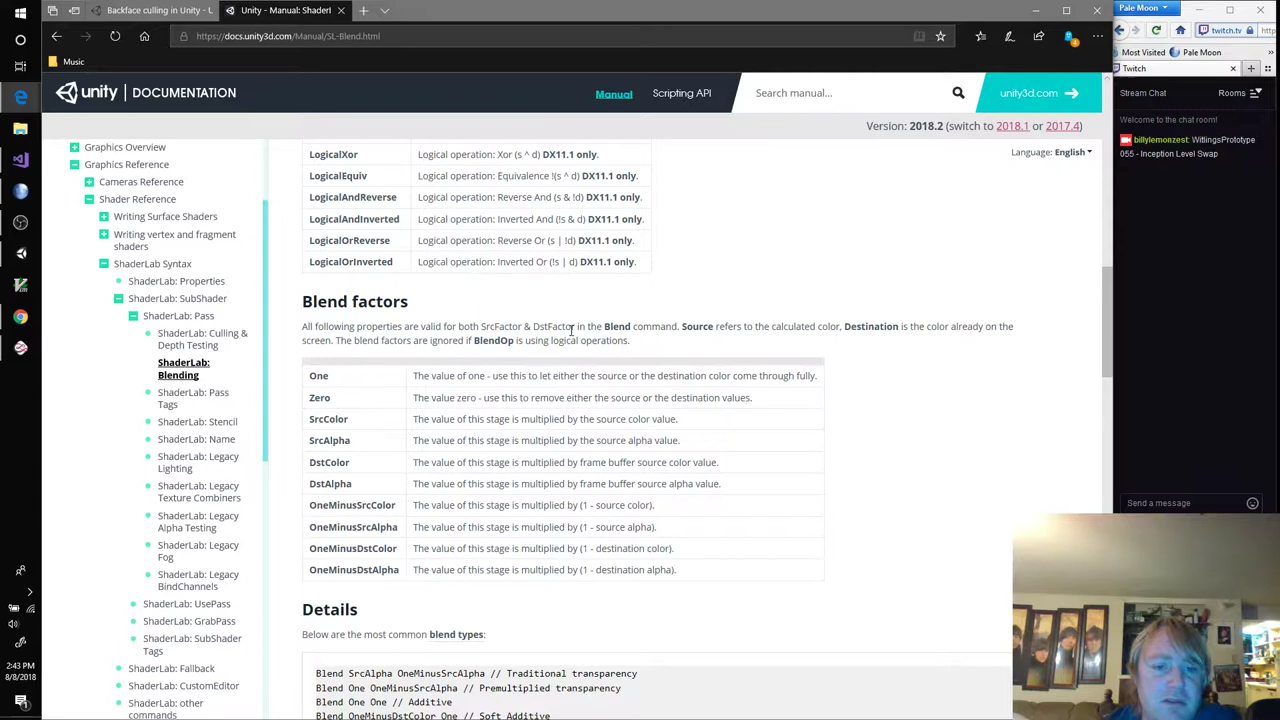 Backface culling in Unity - U
Unity - Manual: ShaderL
Pale Moon
https://docs.unity3d.com/Manual/SL-Blend.html
twitch.tv
http
Music
Most Visited
Pale Moon
Twitch
unity | DOCUMENTATION
Manual
Scripting API
Search manual...
unity3d.com
Stream Chat
Rooms
Version: 2018.2 (switch to 2018.1 or 2017.4)
Welcome to the chat room!
billylemonzest: WitlingsPrototype
055 - Inception Level Swap
Language: English
Graphics Overview
Graphics Reference
Cameras Reference
Shader Reference
Writing Surface Shaders
Writing vertex and fragment
shaders
ShaderLab Syntax
ShaderLab: Properties
ShaderLab: SubShader
ShaderLab: Pass
ShaderLab: Culling &
Depth Testing
ShaderLab:
Blending
ShaderLab: Pass
Tags
ShaderLab: Stencil
ShaderLab: Name
ShaderLab: Legacy
Lighting
ShaderLab: Legacy
Texture Combiners
ShaderLab: Legacy
Alpha Testing
ShaderLab: Legacy
Fog
ShaderLab: Legacy
BindChannels
ShaderLab: UsePass
ShaderLab: GrabPass
ShaderLab: SubShader
Tags
ShaderLab: Fallback
ShaderLab: CustomEditor
ShaderLab: other
commands
LogicalXor Logical operation: Xor (s ^ d) DX11.1 only.
LogicalEquiv Logical operation: Equivalence !(s ^ d) DX11.1 only.
LogicalAndReverse Logical operation: Reverse And (s & !d) DX11.1 only.
LogicalAndInverted Logical operation: Inverted And (!s & d) DX11.1 only.
LogicalOrReverse Logical operation: Reverse Or (s | !d) DX11.1 only.
LogicalOrInverted Logical operation: Inverted Or (!s | d) DX11.1 only.
Blend factors
All following properties are valid for both SrcFactor & DstFactor in the Blend command. Source refers to the calculated color, Destination is the color already on the
screen. The blend factors are ignored if BlendOp is using logical operations.
One The value of one - use this to let either the source or the destination color come through fully.
Zero The value zero - use this to remove either the source or the destination values.
SrcColor The value of this stage is multiplied by the source color value.
SrcAlpha The value of this stage is multiplied by the source alpha value.
DstColor The value of this stage is multiplied by frame buffer source color value.
DstAlpha The value of this stage is multiplied by frame buffer source alpha value.
OneMinusSrcColor The value of this stage is multiplied by (1 - source color).
OneMinusSrcAlpha The value of this stage is multiplied by (1 - source alpha).
OneMinusDstColor The value of this stage is multiplied by (1 - destination color).
OneMinusDstAlpha The value of this stage is multiplied by (1 - destination alpha).
Details
Below are the most common blend types:
Blend SrcAlpha OneMinusSrcAlpha // Traditional transparency
Blend One OneMinusSrcAlpha // Premultiplied transparency
Blend One One // Additive
Blend OneMinusDstColor One // Soft Additive
Send a message
2:43 PM
8/8/2018